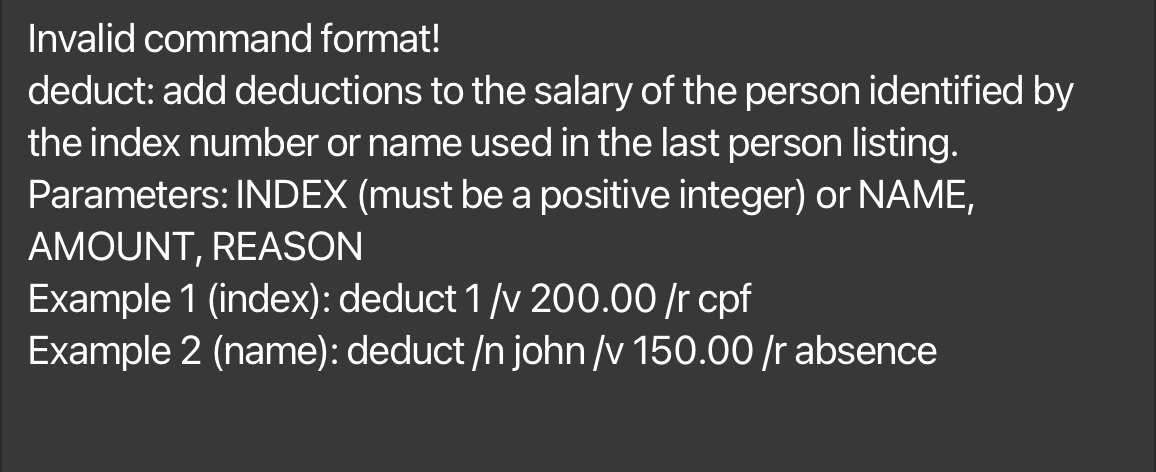 Invalid command format!
deduct: add deductions to the salary of the person identified by
the index number or name used in the last person listing.
Parameters: INDEX (must be a positive integer) or NAME,
AMOUNT, REASON
Example 1 (index): deduct 1 /v 200.00 /r cpf
Example 2 (name): deduct /n john /v 150.00 /r absence